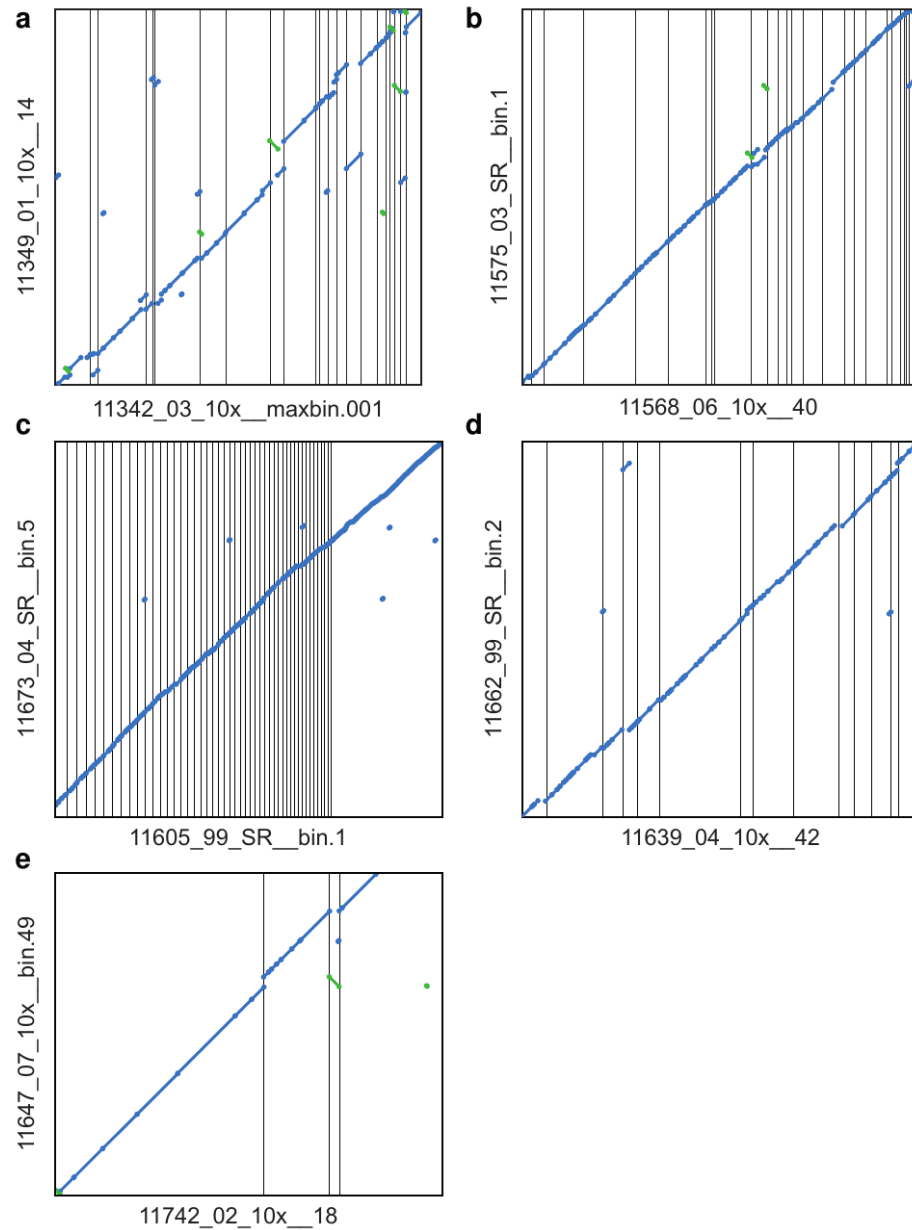 a
11349_01_10x__14
11342_03_10x__maxbin.001
b
11575_03_SR__bin.1
11568_06_10x__40
c
11673_04_SR__bin.5
11605_99_SR__bin.1
d
11662_99_SR__bin.2
11639_04_10x__42
e
11647_07_10x__bin.49
11742_02_10x__18